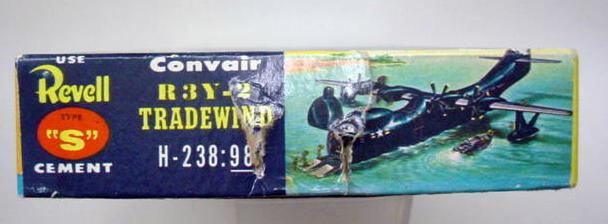 USE
Revell
TYPE
"S"
CEMENT
Convair
R3Y-2
TRADEWIND
H-238:98